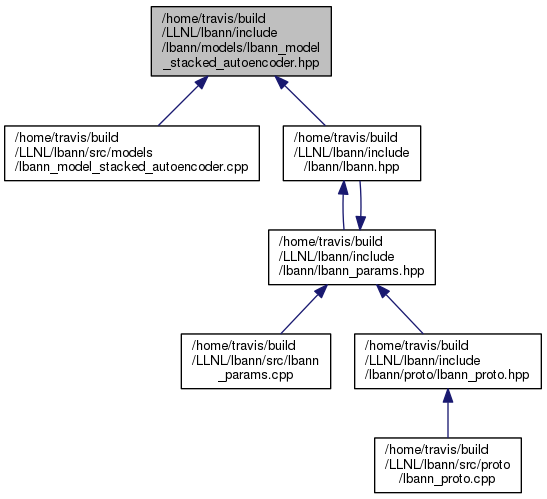 /home/travis/build
/LLNL/lbann/include
/lbann/models/lbann_model
_stacked_autoencoder.hpp
/home/travis/build
/LLNL/lbann/src/models
/lbann_model_stacked_autoencoder.cpp
/home/travis/build
/LLNL/lbann/include
/lbann/lbann.hpp
/home/travis/build
/LLNL/lbann/include
/lbann/lbann_params.hpp
/home/travis/build
/LLNL/lbann/src/lbann
_params.cpp
/home/travis/build
/LLNL/lbann/include
/lbann/proto/lbann_proto.hpp
/home/travis/build
/LLNL/lbann/src/proto
/lbann_proto.cpp